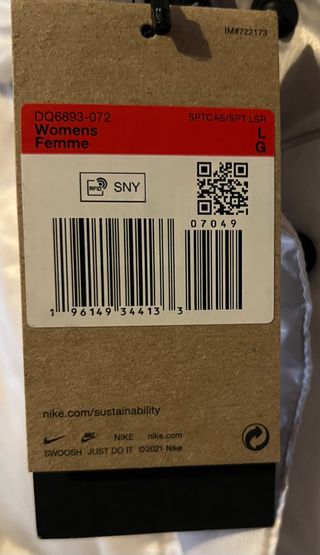 IM#722173
DQ6893-072
SPTCAS/SPT LSR
Womens
L
Femme
G
RFID SNY
07049
1 96149 34413 3
nike.com/sustainability
NIKE nike.com
SWOOSH JUST DO IT ©2021 Nike